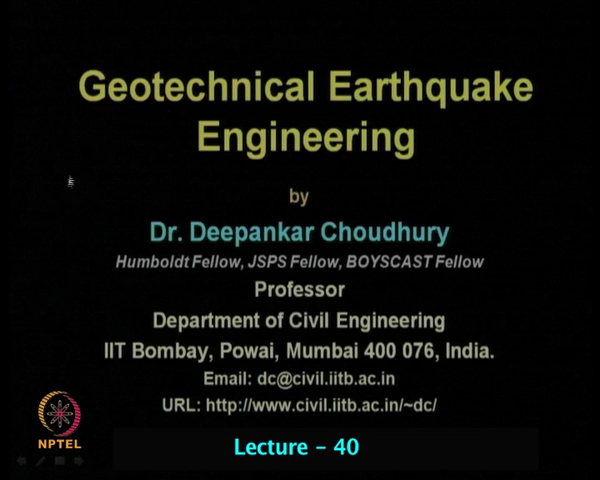 Geotechnical Earthquake
Engineering
by
Dr. Deepankar Choudhury
Humboldt Fellow, JSPS Fellow, BOYSCAST Fellow
Professor
Department of Civil Engineering
IIT Bombay, Powai, Mumbai 400 076, India.
Email: dc@civil.iitb.ac.in
URL: http://www.civil.iitb.ac.in/~dc/
NPTEL
Lecture – 40